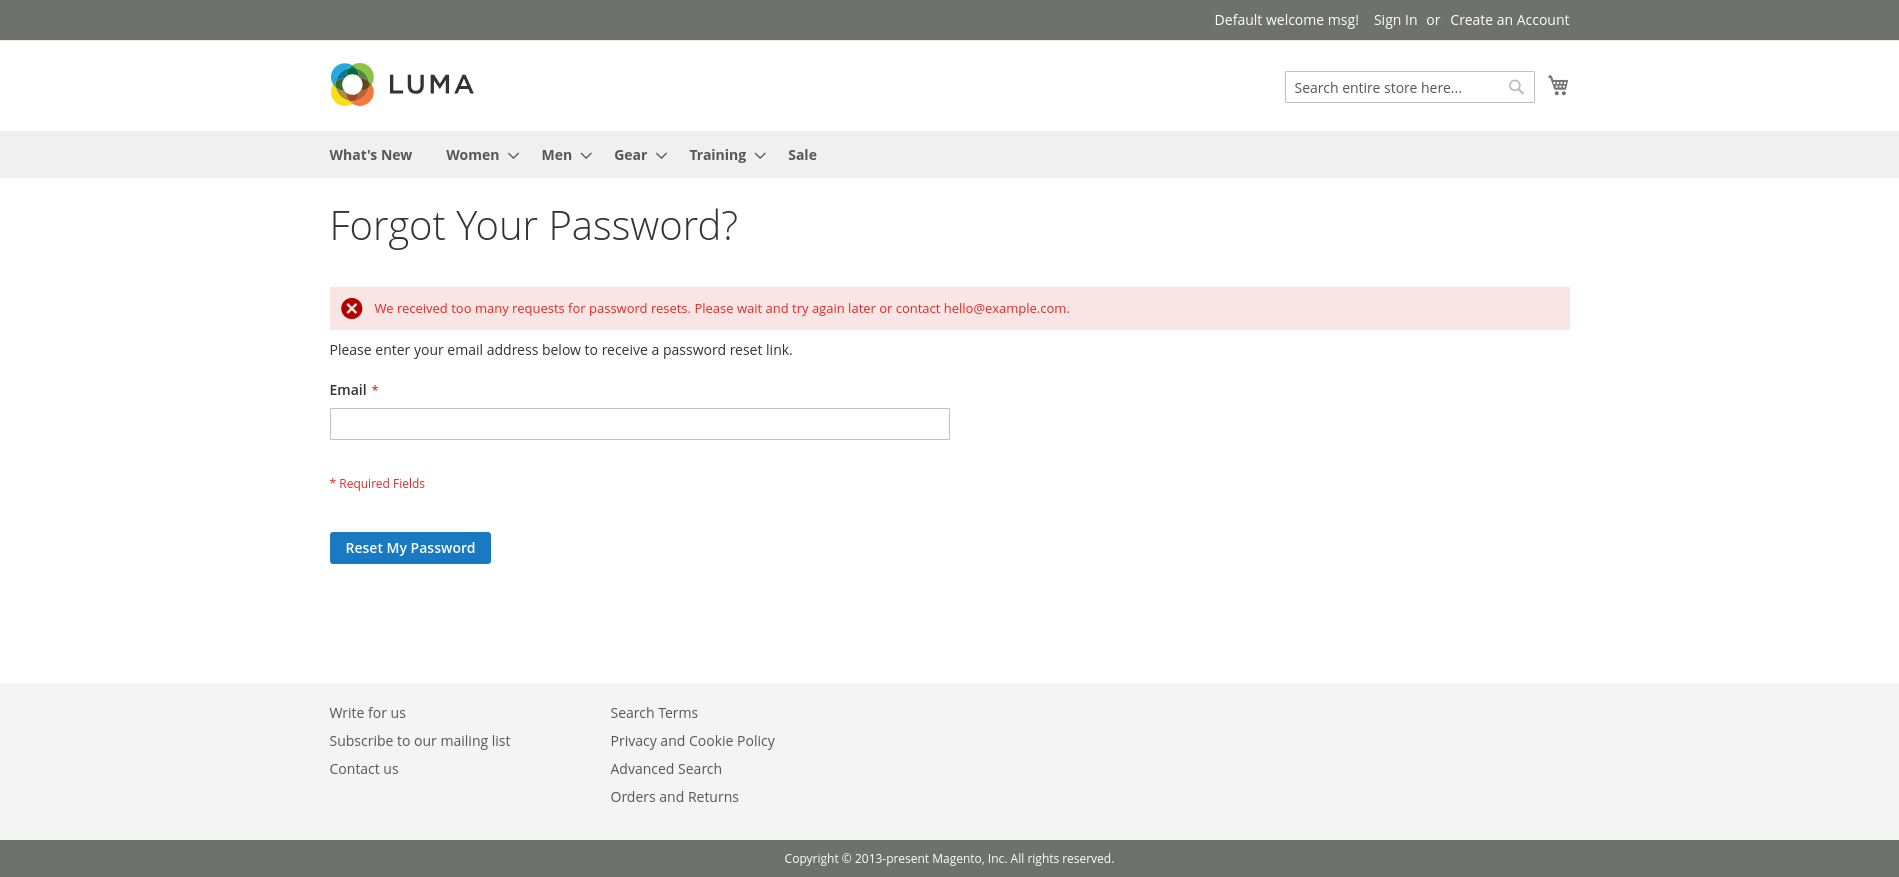 Default welcome msg! Sign In or Create an Account
LUMA
Search entire store here...
What's New Women Men Gear Training Sale
Forgot Your Password?
We received too many requests for password resets. Please wait and try again later or contact hello@example.com.
Please enter your email address below to receive a password reset link.
Email *
* Required Fields
Reset My Password
Write for us
Subscribe to our mailing list
Contact us
Search Terms
Privacy and Cookie Policy
Advanced Search
Orders and Returns
Copyright © 2013-present Magento, Inc. All rights reserved.